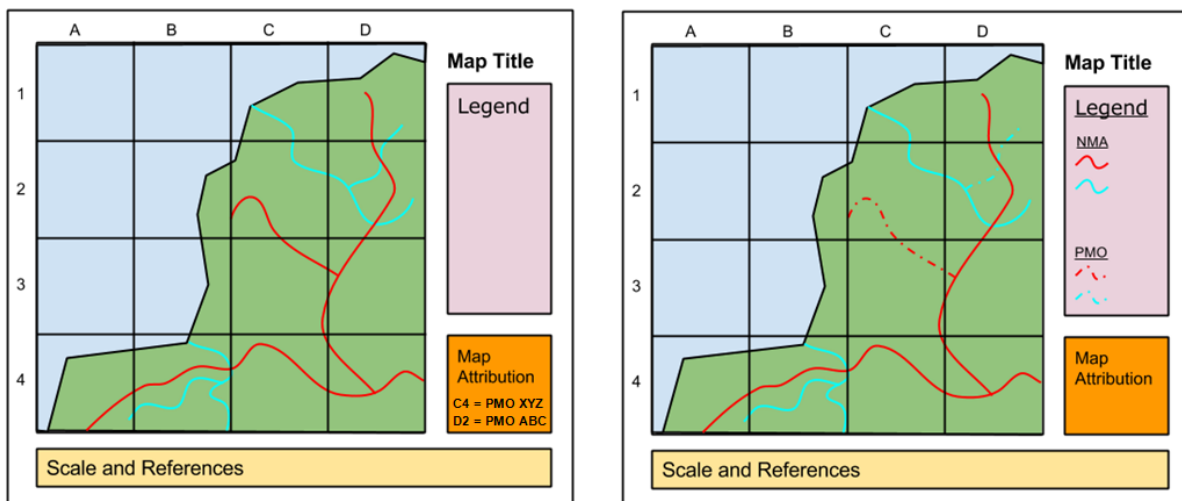 A B C D
Map Title
Legend
1
2
3
4
Map
Attribution
C4 = PMO XYZ
D2 = PMO ABC
Scale and References
A B C D
Map Title
Legend
1
NMA
2
PMO
3
Map
Attribution
4
Scale and References